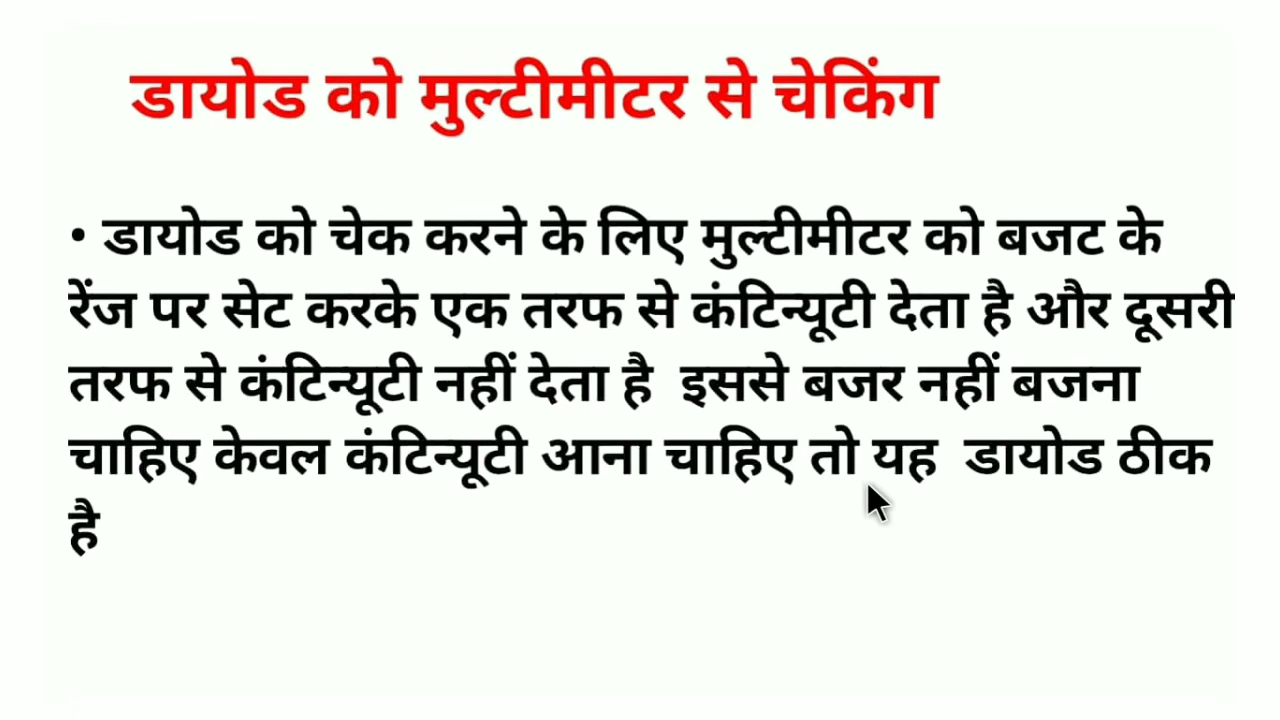 डायोड को मुल्टीमीटर से चेकिंग
• डायोड को चेक करने के लिए मुल्टीमीटर को बजट के
रेंज पर सेट करके एक तरफ से कंटिन्यूटी देता है और दूसरी
तरफ से कंटिन्यूटी नहीं देता है इससे बजर नहीं बजना
चाहिए केवल कंटिन्यूटी आना चाहिए तो यह डायोड ठीक
है